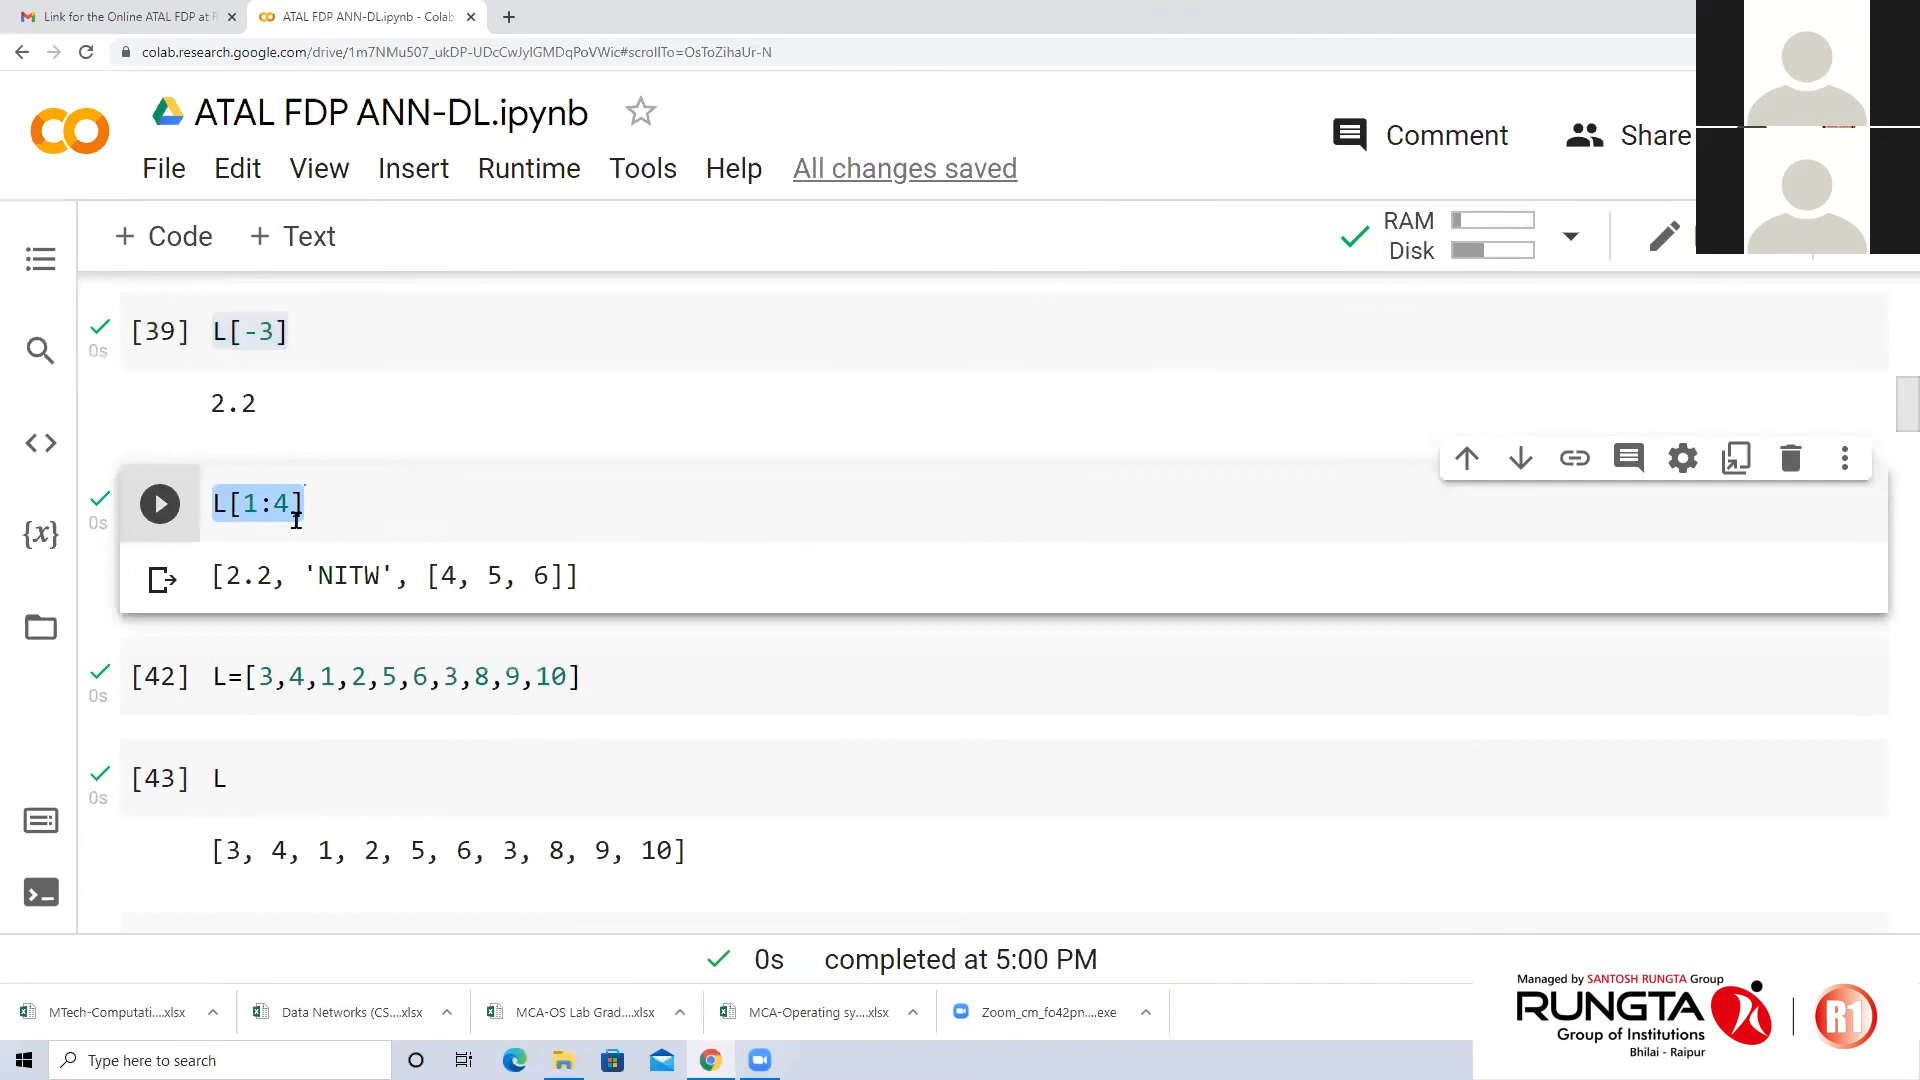 Link for the Online ATAL FDP at
ATAL FDP ANN-DL.ipynb - Colab
colab.research.google.com/drive/1m7NMu507_ukDP-UDcCwJyIGMDqPoVWic#scrollTo=OsToZihaUr-N
ATAL FDP ANN-DL.ipynb
Comment
Share
File Edit View Insert Runtime Tools Help All changes saved
+ Code + Text
RAM
Disk
[39] L[-3]
0s
2.2
L[1:4]
0s
[2.2, 'NITW', [4, 5, 6]]
{x}
[42] L=[3,4,1,2,5,6,3,8,9,10]
0s
[43] L
0s
[3, 4, 1, 2, 5, 6, 3, 8, 9, 10]
0s completed at 5:00 PM
MTech-Computati....xlsx
Data Networks (CS....xlsx
MCA-OS Lab Grad....xlsx
MCA-Operating sy....xlsx
Zoom_cm_fo42pn....exe
Managed by SANTOSH RUNGTA Group
RUNGTA
Group of Institutions
Bhilai - Raipur
R1
Type here to search